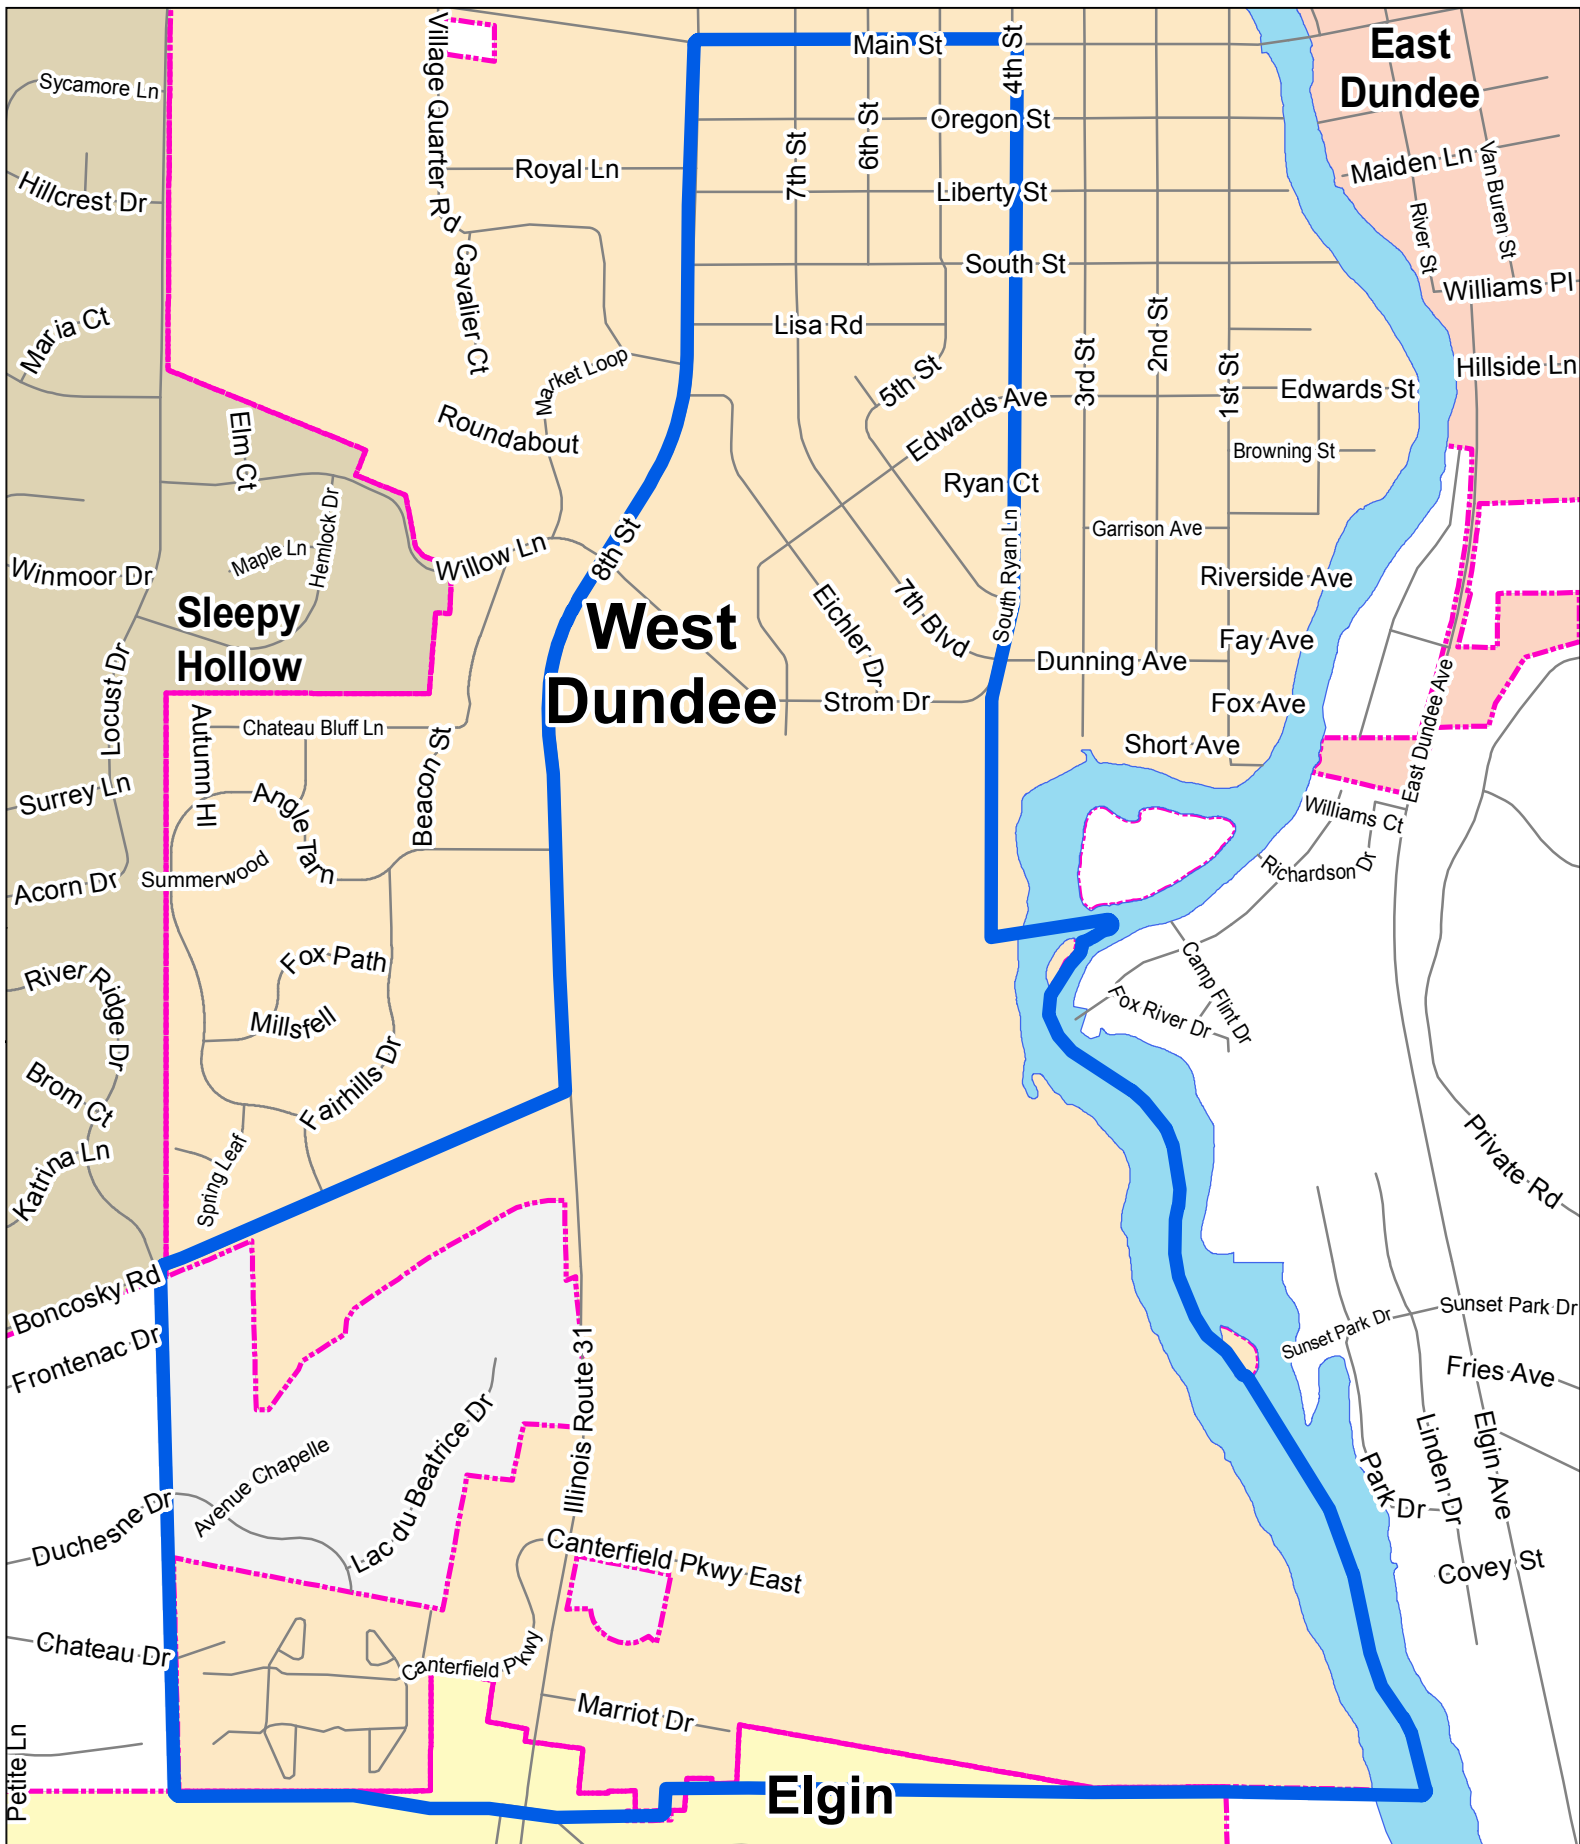 Main St
4th St
East
Dundee
Village Quarter Rd
Sycamore Ln
Oregon St
6th St
7th St
Royal Ln
Maiden Ln
Van Buren St
Hillcrest Dr
Liberty St
River St
South St
Cavalier Ct
Williams Pl
Maria Ct
Lisa Rd
2nd St
3rd St
1st St
Market Loop
Hillside Ln
5th St
Edwards Ave
Edwards St
Roundabout
Elm Ct
Browning St
Ryan Ct
Hemlock Dr
Garrison Ave
Maple Ln
Willow Ln
8th St
South Ryan Ln
Winmoor Dr
Riverside Ave
Sleepy
Hollow
West
Dundee
Eichler Dr
7th Blvd
Fay Ave
Dunning Ave
Locust Dr
Strom Dr
Fox Ave
East Dundee Ave
Autumn Hl
Chateau Bluff Ln
Beacon St
Short Ave
Surrey Ln
Angle Tarn
Williams Ct
Richardson Dr
Acorn Dr
Summerwood
River Ridge Dr
Fox Path
Camp Flint Dr
Fox River Dr
Millsfell
Brom Ct
Fairhills Dr
Katrina Ln
Spring Leaf
Private Rd
Boncosky Rd
Sunset Park Dr
Sunset Park Dr
Frontenac Dr
Illinois Route 31
Fries Ave
Lac du Beatrice Dr
Avenue Chapelle
Linden Dr
Elgin Ave
Park Dr
Duchesne Dr
Canterfield Pkwy East
Covey St
Chateau Dr
Canterfield Pkwy
Marriot Dr
Petite Ln
Elgin